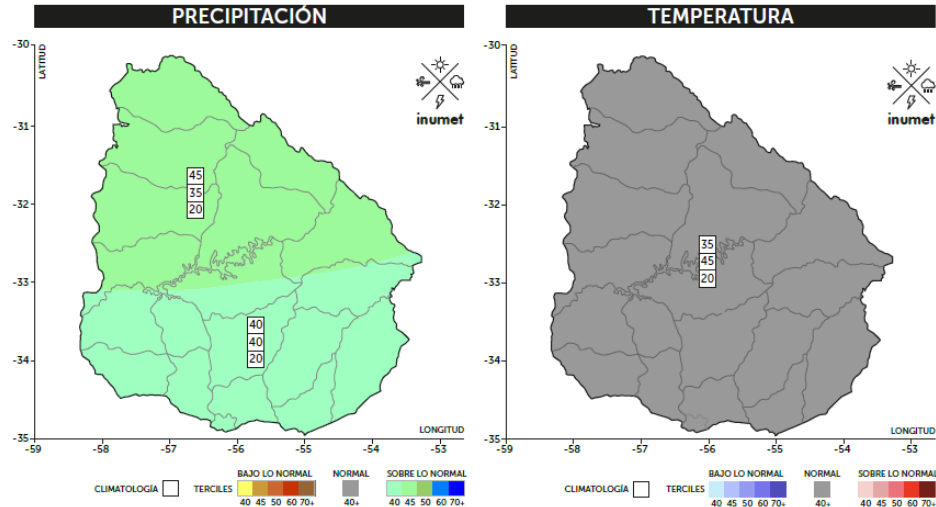 PRECIPITACIÓN
-30
LATITUD
-31
-32
-33
-34
-35
inumet
45
35
20
40
40
20
LONGITUD
-59 -58 -57 -56 -55 -54 -53
CLIMATOLOGÍA
TERCILES
BAJO LO NORMAL
40 45 50 60 70+
NORMAL
40+
SOBRE LO NORMAL
40 45 50 60 70+
TEMPERATURA
-30
LATITUD
-31
-32
-33
-34
-35
inumet
35
45
20
LONGITUD
-59 -58 -57 -56 -55 -54 -53
CLIMATOLOGÍA
TERCILES
BAJO LO NORMAL
40 45 50 60 70+
NORMAL
40+
SOBRE LO NORMAL
40 45 50 60 70+